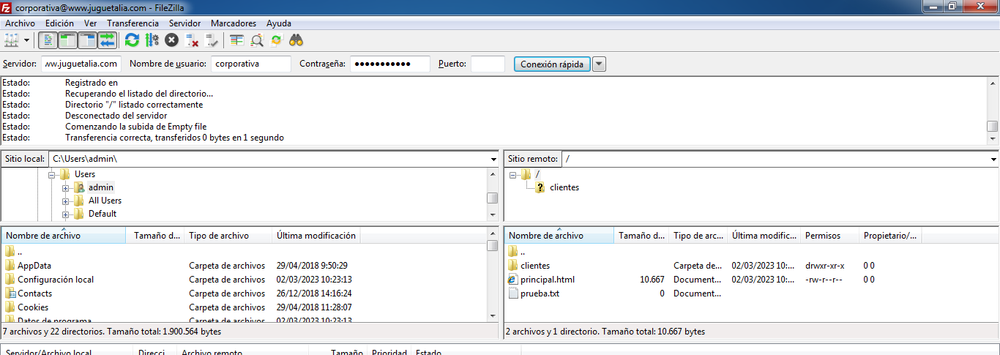 corporativa@www.juguetalia.com - FileZilla
Archivo Edición Ver Transferencia Servidor Marcadores Ayuda
Servidor: ww.juguetalia.com Nombre de usuario: corporativa Contraseña: ●●●●●●●●●●● Puerto: Conexión rápida
Estado: Registrado en
Estado: Recuperando el listado del directorio...
Estado: Directorio "/" listado correctamente
Estado: Desconectado del servidor
Estado: Comenzando la subida de Empty file
Estado: Transferencia correcta, transferidos 0 bytes en 1 segundo
Sitio local: C:\Users\admin\
Users
admin
All Users
Default
Nombre de archivo Tamaño d... Tipo de archivo Última modificación
..
AppData Carpeta de archivos 29/04/2018 9:50:29
Configuración local Carpeta de archivos 02/03/2023 10:23:13
Contacts Carpeta de archivos 26/12/2018 14:16:24
Cookies Carpeta de archivos 29/04/2018 11:28:07
Datos de programa Carpeta de archivos 02/03/2023 10:23:13
7 archivos y 22 directorios. Tamaño total: 1.900.564 bytes
Sitio remoto: /
/
? clientes
Nombre de archivo Tamaño d... Tipo de arc... Última modific... Permisos Propietario/...
..
clientes Carpeta de... 02/03/2023 10:... drwxr-xr-x 0 0
principal.html 10.667 Document... 02/03/2023 10:... -rw-r--r-- 0 0
prueba.txt 0 Document...
2 archivos y 1 directorio. Tamaño total: 10.667 bytes
Servidor/Archivo local Direcci... Archivo remoto Tamaño Prioridad Estado